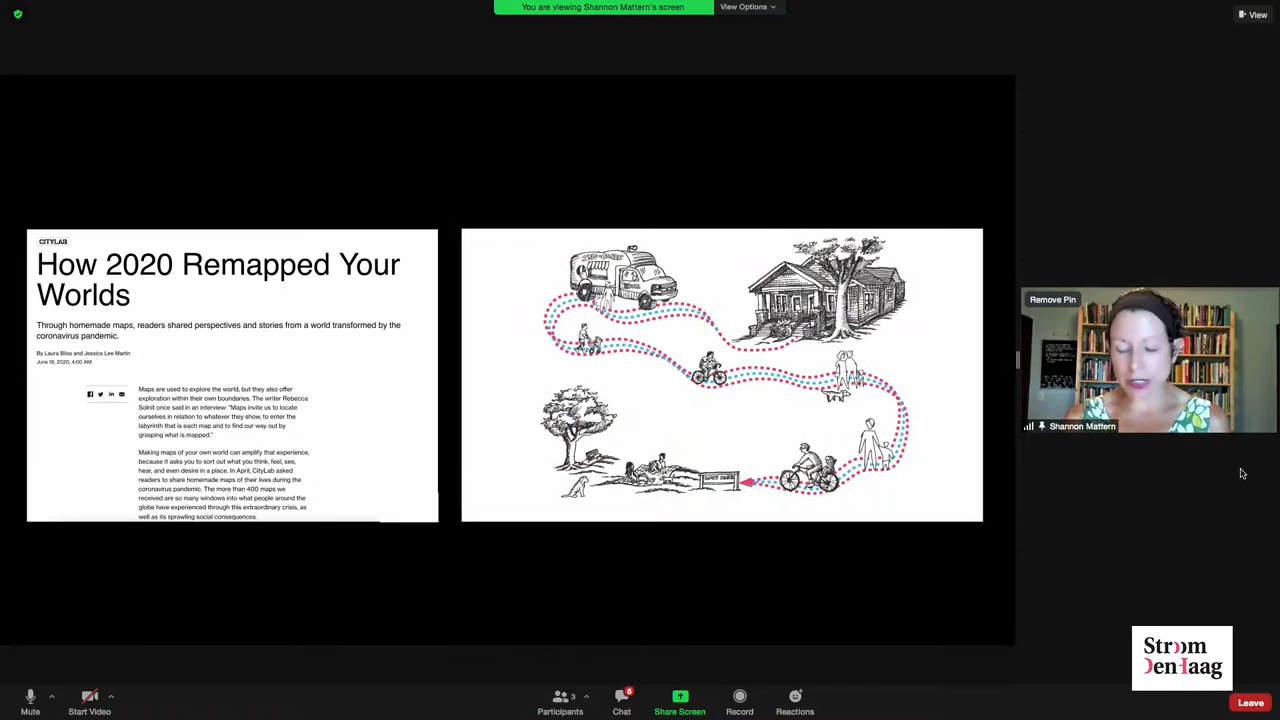 You are viewing Shannon Mattern's screen
View Options
View
CITYLAB
How 2020 Remapped Your
Worlds
Through homemade maps, readers shared perspectives and stories from a world transformed by the
coronavirus pandemic.
By Laura Bliss and Jessica Lee Martin
June 18, 2020, 4:00 AM
Maps are used to explore the world, but they also offer
exploration within their own boundaries. The writer Rebecca
Solnit once said in an interview: "Maps invite us to locate
ourselves in relation to whatever they show, to enter the
labyrinth that is each map and to find our way out by
grasping what is mapped."
Making maps of your own world can amplify that experience,
because it asks you to sort out what you think, feel, see,
hear, and even desire in a place. In April, CityLab asked
readers to share homemade maps of their lives during the
coronavirus pandemic. The more than 400 maps we
received are so many windows into what people around the
globe have experienced through this extraordinary crisis, as
well as its sprawling social consequences.
Remove Pin
Shannon Mattern
Stroom
Den Haag
Mute
Start Video
3
Participants
5
Chat
Share Screen
Record
Reactions
Leave